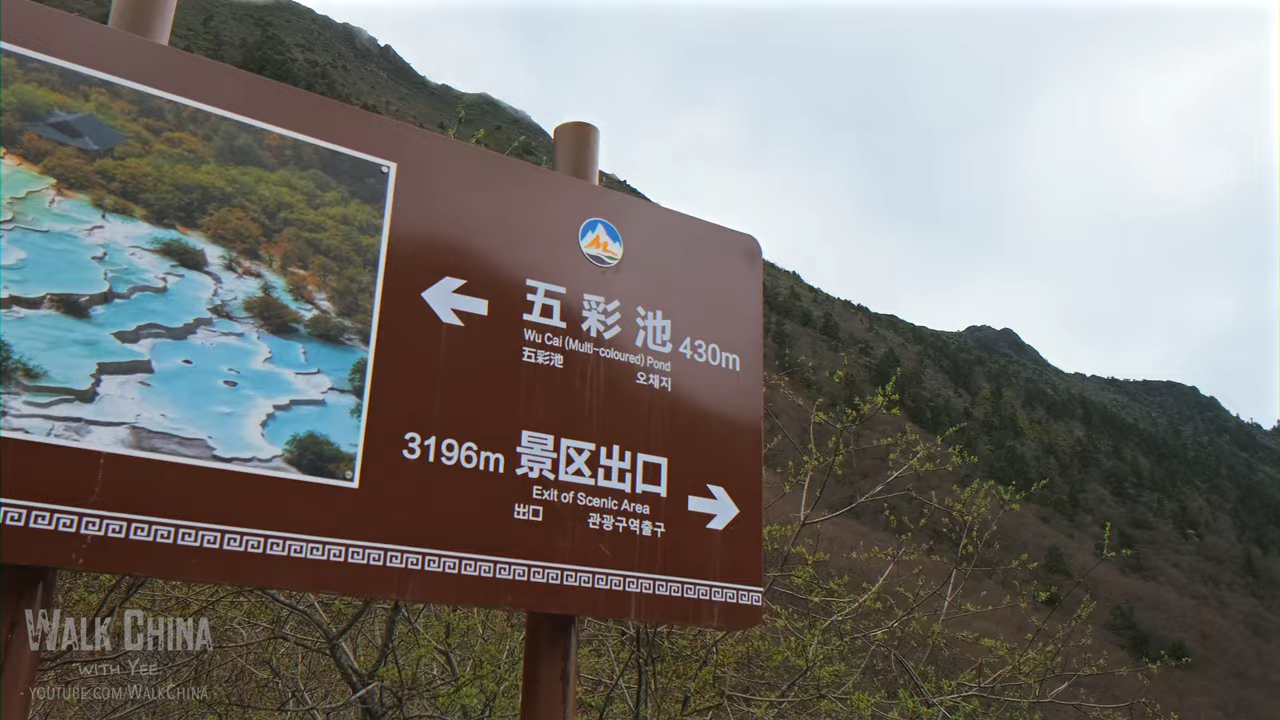 五彩池 430m
Wu Cai (Multi-coloured) Pond
五彩池 오채지
3196m 景区出口
Exit of Scenic Area
出口 관광구역출구
WALK CHINA
WITH YEE
YOUTUBE.COM/WALKCHINA